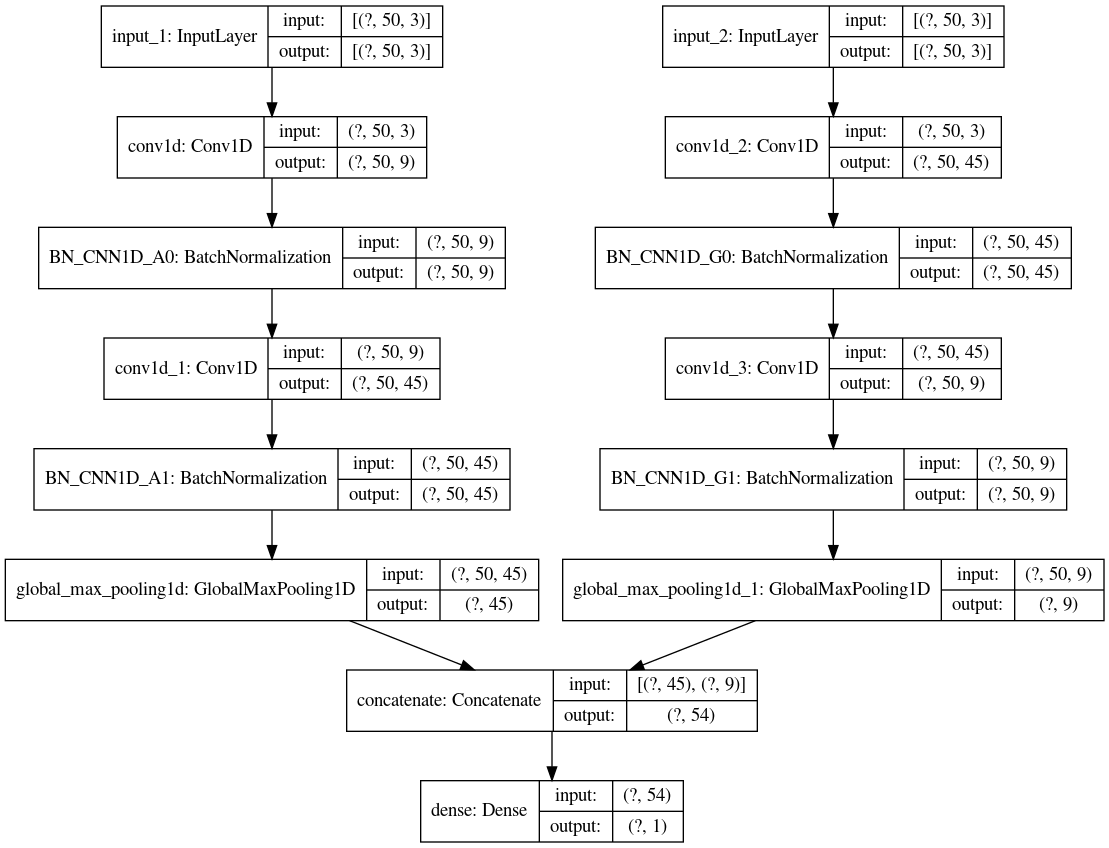 input_1: InputLayer
input:
[(?, 50, 3)]
output:
[(?, 50, 3)]
input_2: InputLayer
input:
[(?, 50, 3)]
output:
[(?, 50, 3)]
conv1d: Conv1D
input:
(?, 50, 3)
output:
(?, 50, 9)
conv1d_2: Conv1D
input:
(?, 50, 3)
output:
(?, 50, 45)
BN_CNN1D_A0: BatchNormalization
input:
(?, 50, 9)
output:
(?, 50, 9)
BN_CNN1D_G0: BatchNormalization
input:
(?, 50, 45)
output:
(?, 50, 45)
conv1d_1: Conv1D
input:
(?, 50, 9)
output:
(?, 50, 45)
conv1d_3: Conv1D
input:
(?, 50, 45)
output:
(?, 50, 9)
BN_CNN1D_A1: BatchNormalization
input:
(?, 50, 45)
output:
(?, 50, 45)
BN_CNN1D_G1: BatchNormalization
input:
(?, 50, 9)
output:
(?, 50, 9)
global_max_pooling1d: GlobalMaxPooling1D
input:
(?, 50, 45)
output:
(?, 45)
global_max_pooling1d_1: GlobalMaxPooling1D
input:
(?, 50, 9)
output:
(?, 9)
concatenate: Concatenate
input:
[(?, 45), (?, 9)]
output:
(?, 54)
dense: Dense
input:
(?, 54)
output:
(?, 1)